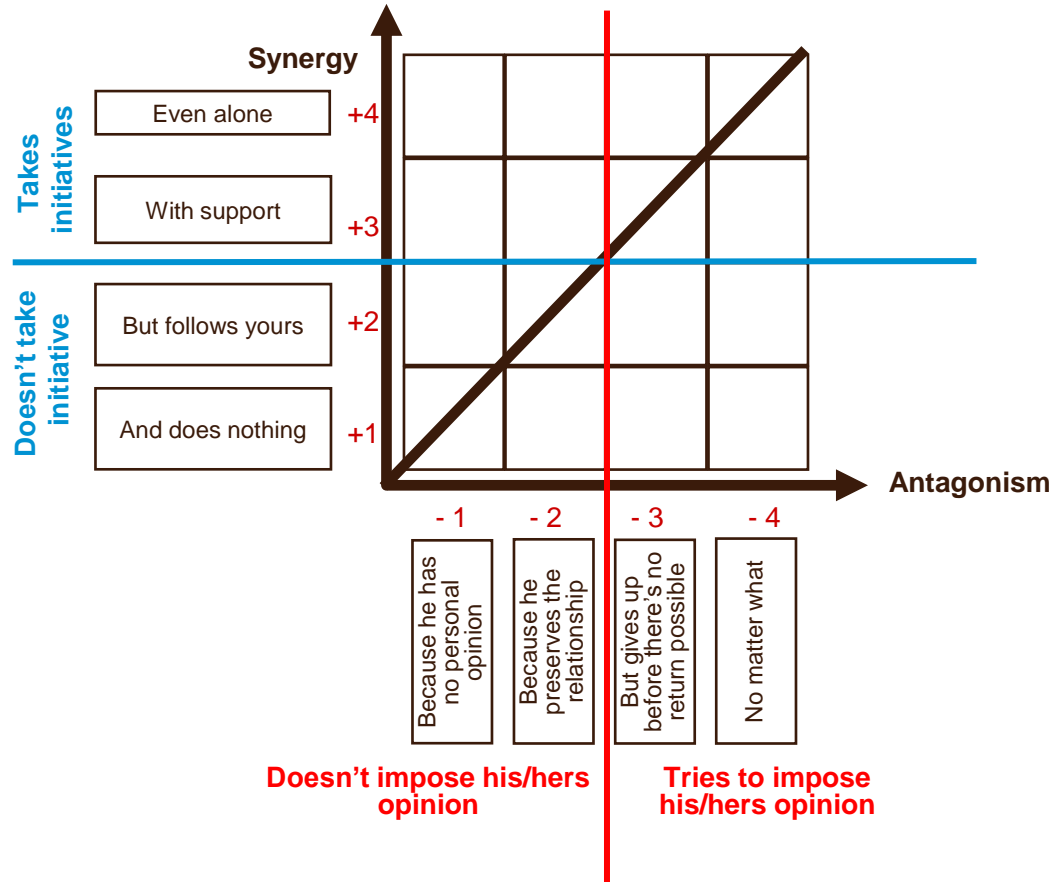 Synergy
Takes
initiatives
Even alone
+4
With support
+3
Doesn't take
initiative
But follows yours
+2
And does nothing
+1
Antagonism
- 1
- 2
- 3
- 4
Because he has
no personal
opinion
Because he
preserves the
relationship
But gives up
before there's no
return possible
No matter what
Doesn't impose his/hers
opinion
Tries to impose
his/hers opinion